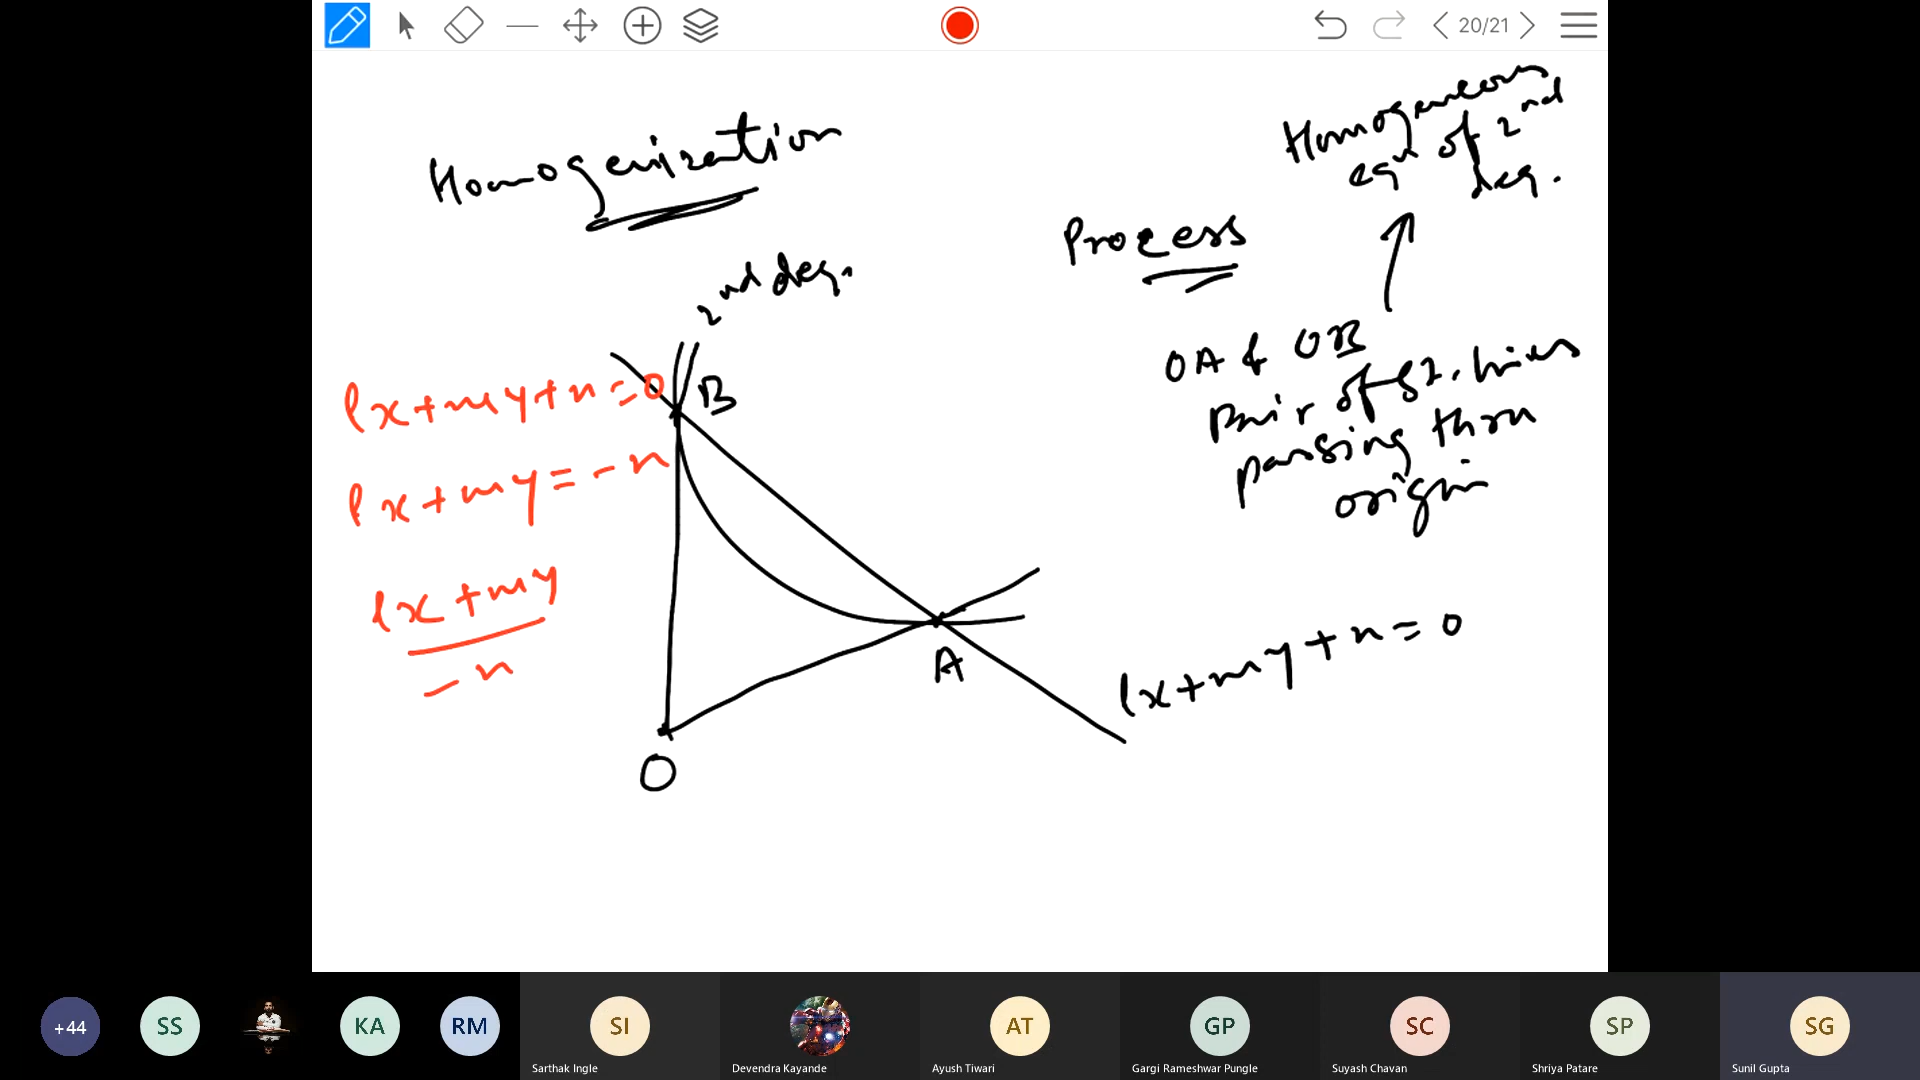 20/21
Homogenization
Homogeneous
eqⁿ of 2nd
deg.
Process
2nd deg.
OA & OB
Pair of St. lines
passing thru
origin
lx+my+n=0
B
lx+my=-n
lx+my
-n
A
lx+my+n=0
O
+44
SS
KA
RM
SI
AT
GP
SC
SP
SG
Sarthak Ingle
Devendra Kayande
Ayush Tiwari
Gargi Rameshwar Pungle
Suyash Chavan
Shriya Patare
Sunil Gupta